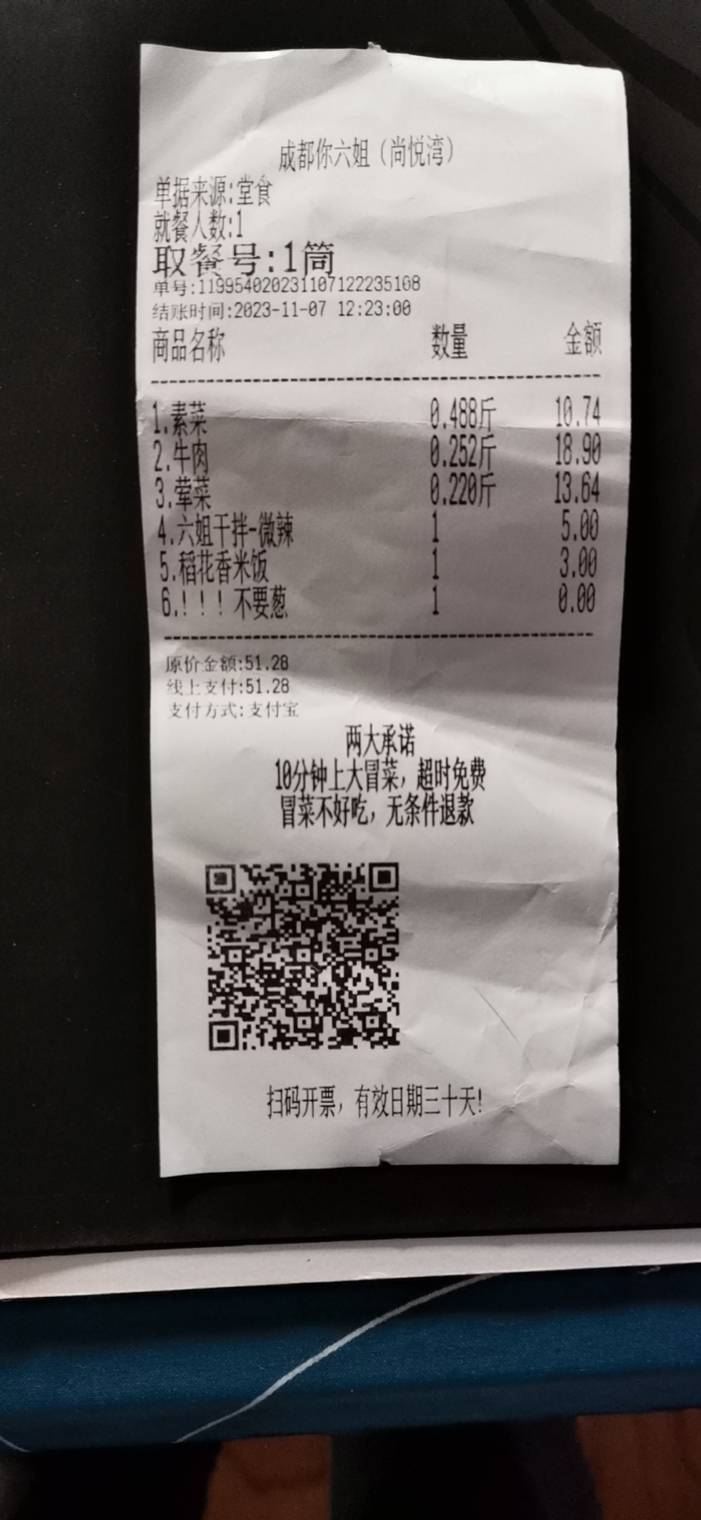 成都你六姐（尚悦湾）
单据来源:堂食
就餐人数:1
取餐号:1筒
单号:119954020231107122235108
结账时间:2023-11-07 12:23:00
商品名称 数量 金额
1.素菜 0.488斤 10.74
2.牛肉 0.252斤 18.90
3.荤菜 0.220斤 13.64
4.六姐干拌-微辣 1 5.00
5.稻花香米饭 1 3.00
6.！！！不要葱 1 0.00
原价金额:51.28
线上支付:51.28
支付方式:支付宝
两大承诺
10分钟上大冒菜，超时免费
冒菜不好吃，无条件退款
扫码开票，有效日期三十天!